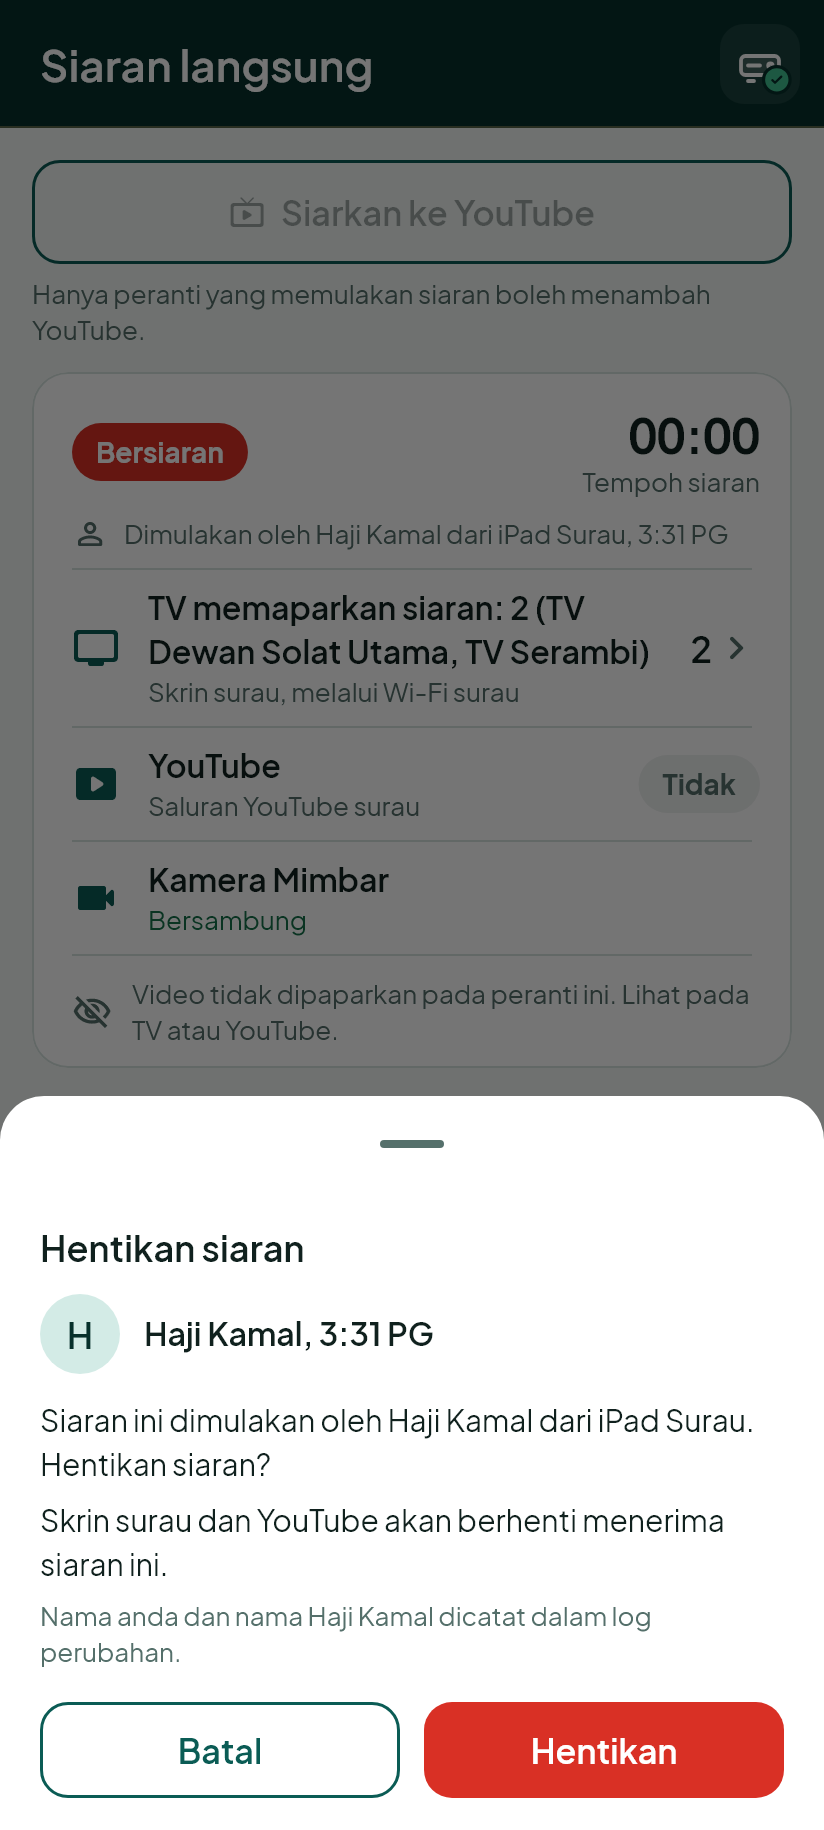 Siaran langsung
Siarkan ke YouTube
Hanya peranti yang memulakan siaran boleh menambah
YouTube.
Bersiaran
00:00
Tempoh siaran
Dimulakan oleh Haji Kamal dari iPad Surau, 3:31 PG
TV memaparkan siaran: 2 (TV
Dewan Solat Utama, TV Serambi)
2
Skrin surau, melalui Wi-Fi surau
YouTube
Saluran YouTube surau
Tidak
Kamera Mimbar
Bersambung
Video tidak dipaparkan pada peranti ini. Lihat pada
TV atau YouTube.
Hentikan siaran
H
Haji Kamal, 3:31 PG
Siaran ini dimulakan oleh Haji Kamal dari iPad Surau.
Hentikan siaran?
Skrin surau dan YouTube akan berhenti menerima
siaran ini.
Nama anda dan nama Haji Kamal dicatat dalam log
perubahan.
Batal
Hentikan